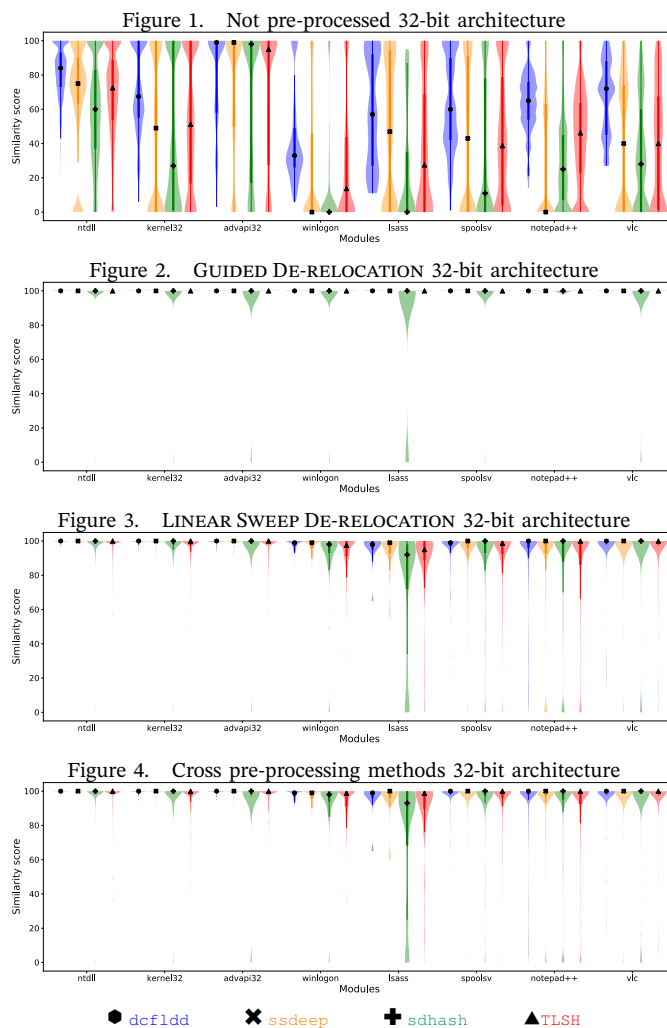 Figure 1. Not pre-processed 32-bit architecture
100
80
60
40
20
0
Similarity score
ntdll kernel32 advapi32 winlogon lsass spoolsv notepad++ vlc
Modules
Figure 2. GUIDED DE-RELOCATION 32-bit architecture
100
80
60
40
20
0
Similarity score
ntdll kernel32 advapi32 winlogon lsass spoolsv notepad++ vlc
Modules
Figure 3. LINEAR SWEEP DE-RELOCATION 32-bit architecture
100
80
60
40
20
0
Similarity score
ntdll kernel32 advapi32 winlogon lsass spoolsv notepad++ vlc
Modules
Figure 4. Cross pre-processing methods 32-bit architecture
100
80
60
40
20
0
Similarity score
ntdll kernel32 advapi32 winlogon lsass spoolsv notepad++ vlc
Modules
dcfldd ssdeep sdhash TLSH